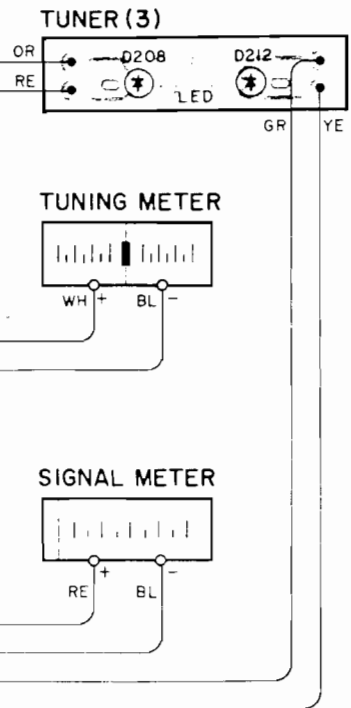 TUNER (3)
OR
D208
D212
RE
LED
GR
YE
TUNING METER
WH
+
BL
-
SIGNAL METER
+
-
RE
BL